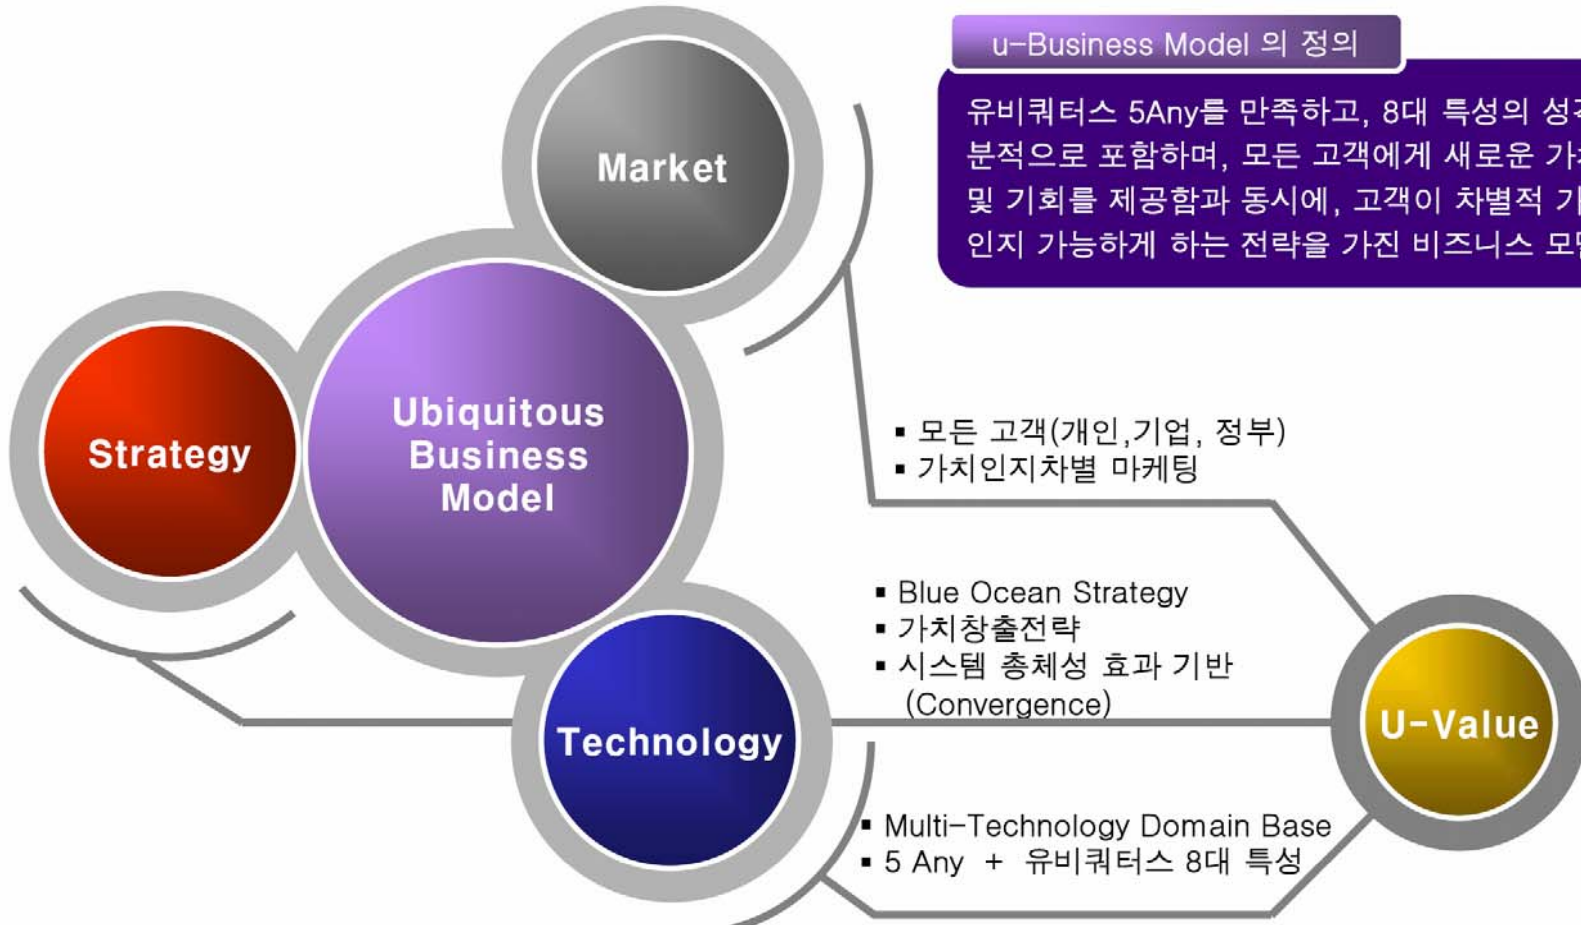 u-Business Model 의 정의
유비쿼터스 5Any를 만족하고, 8대 특성의
분적으로 포함하며, 모든 고객에게 새로운
및 기회를 제공함과 동시에, 고객이 차별적
인지 가능하게 하는 전략을 가진 비즈니스
Market
Strategy
Ubiquitous
Business
Model
Technology
▪ 모든 고객(개인,기업, 정부)
▪ 가치인지차별 마케팅
▪ Blue Ocean Strategy
▪ 가치창출전략
▪ 시스템 총체성 효과 기반
(Convergence)
▪ Multi-Technology Domain Base
▪ 5 Any + 유비쿼터스 8대 특성
U-Value